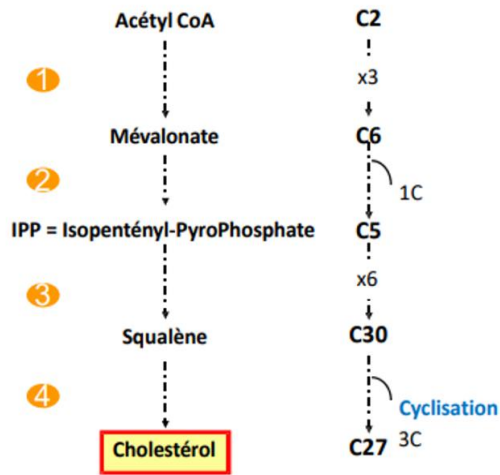 Acétyl CoA C2
1 x3
Mévalonate C6
2 1C
IPP = Isopentényl-PyroPhosphate C5
3 x6
Squalène C30
4 Cyclisation
Cholestérol C27 3C